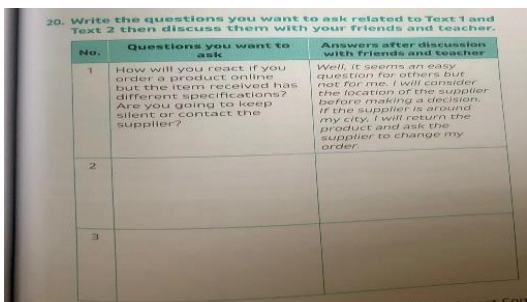 20. Write the questions you want to ask related to Text 1 and
Text 2 then discuss them with your friends and teacher.
No.
Questions you want to
ask
Answers after discussion
with friends and teacher
1
How will you react if you
order a product online
but the item received has
different specifications?
Are you going to keep
silent or contact the
supplier?
Well, it seems an easy
question for others but
not for me. I will consider
the location of the supplier
before making a decision.
If the supplier is around
my city, I will return the
product and ask the
supplier to change my
order.
2
3